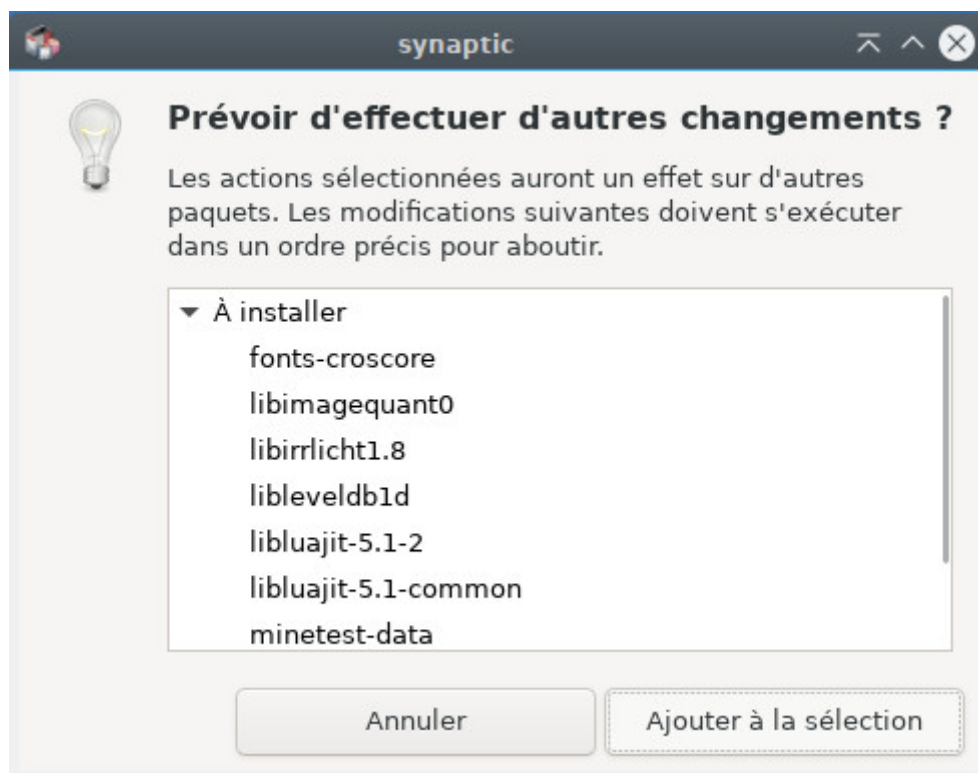 synaptic
Prévoir d'effectuer d'autres changements ?
Les actions sélectionnées auront un effet sur d'autres
paquets. Les modifications suivantes doivent s'exécuter
dans un ordre précis pour aboutir.
À installer
fonts-croscore
libimagequant0
libirrlicht1.8
libleveldb1d
libluajit-5.1-2
libluajit-5.1-common
minetest-data
Annuler
Ajouter à la sélection